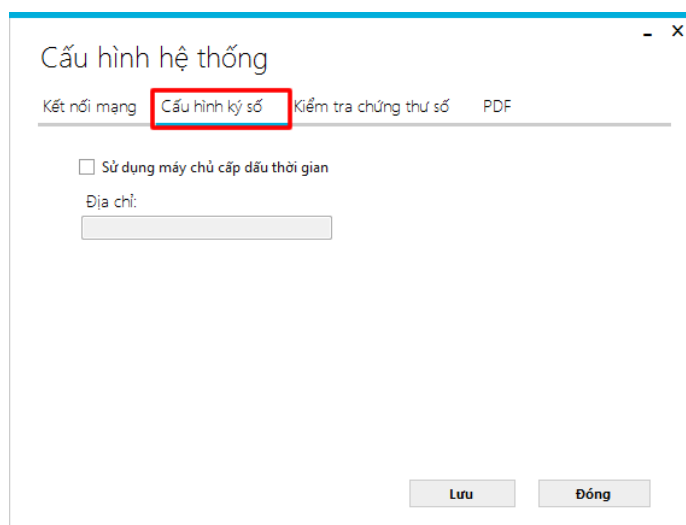 Cấu hình hệ thống
Kết nối mạng Cấu hình ký số Kiểm tra chứng thư số PDF
Sử dụng máy chủ cấp dấu thời gian
Địa chỉ:
Lưu Đóng